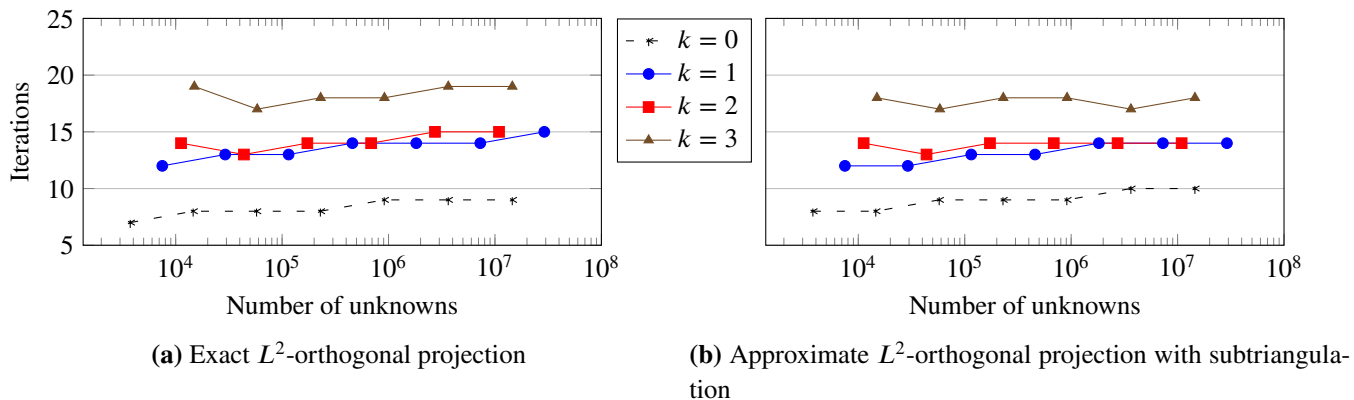 25
20
15
10
5
Iterations
10^4
10^5
10^6
10^7
10^8
Number of unknowns
(a) Exact L^2-orthogonal projection
k = 0
k = 1
k = 2
k = 3
10^4
10^5
10^6
10^7
10^8
Number of unknowns
(b) Approximate L^2-orthogonal projection with subtriangula-
tion